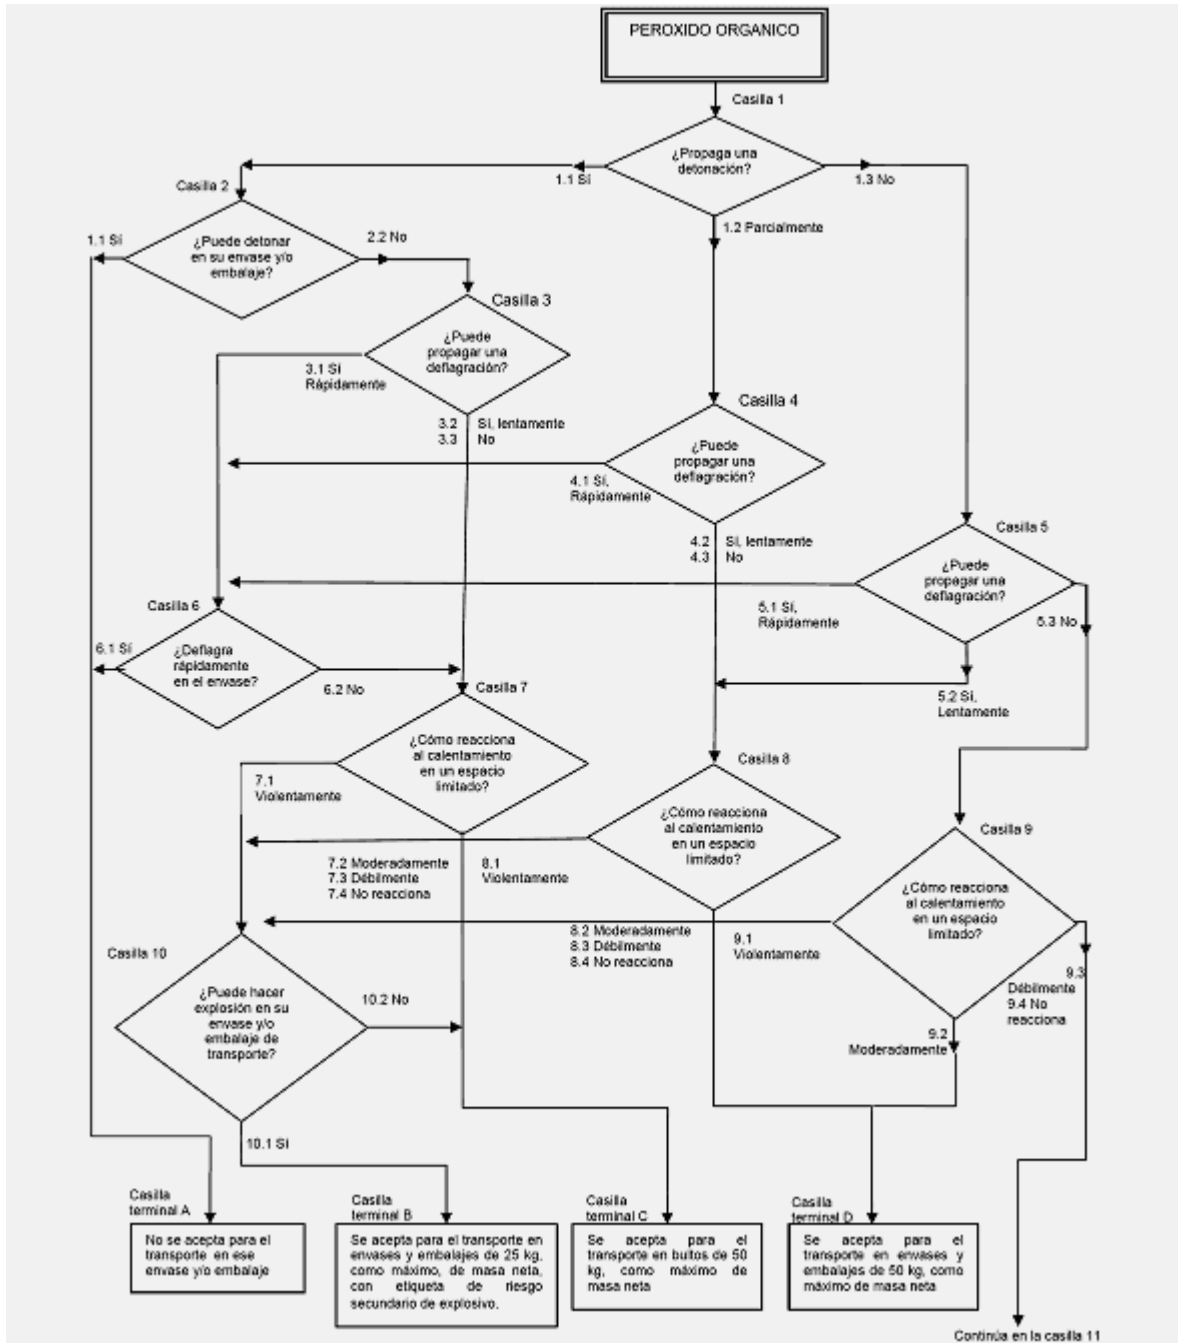 PEROXIDO ORGANICO
Casilla 1
¿Propaga una
detonación?
1.1 Sí
1.3 No
1.2 Parcialmente
Casilla 2
1.1 Sí
¿Puede detonar
en su envase y/o
embalaje?
2.2 No
Casilla 3
¿Puede
propagar una
deflagración?
3.1 Sí
Rápidamente
3.2 Sí, lentamente
3.3 No
Casilla 4
¿Puede
propagar una
deflagración?
4.1 Sí,
Rápidamente
4.2 Sí, lentamente
4.3 No
Casilla 5
¿Puede
propagar una
deflagración?
5.1 Sí,
Rápidamente
5.3 No
5.2 Sí,
Lentamente
Casilla 6
6.1 Sí
¿Deflagra
rápidamente
en el envase?
6.2 No
Casilla 7
¿Cómo reacciona
al calentamiento
en un espacio
limitado?
7.1
Violentamente
7.2 Moderadamente
7.3 Débilmente
7.4 No reacciona
Casilla 8
¿Cómo reacciona
al calentamiento
en un espacio
limitado?
8.1
Violentamente
8.2 Moderadamente
8.3 Débilmente
8.4 No reacciona
Casilla 9
¿Cómo reacciona
al calentamiento
en un espacio
limitado?
9.1
Violentamente
9.3
Débilmente
9.4 No
reacciona
9.2
Moderadamente
Casilla 10
¿Puede hacer
explosión en su
envase y/o
embalaje de
transporte?
10.2 No
10.1 Sí
Casilla
terminal A
No se acepta para el
transporte en ese
envase y/o embalaje
Casilla
terminal B
Se acepta para el transporte en
envases y embalajes de 25 kg,
como máximo, de masa neta,
con etiqueta de riesgo
secundario de explosivo.
Casilla
terminal C
Se acepta para el
transporte en bultos de 50
kg, como máximo de
masa neta
Casilla
terminal D
Se acepta para el
transporte en envases y
embalajes de 50 kg, como
máximo de masa neta
Continúa en la casilla 11